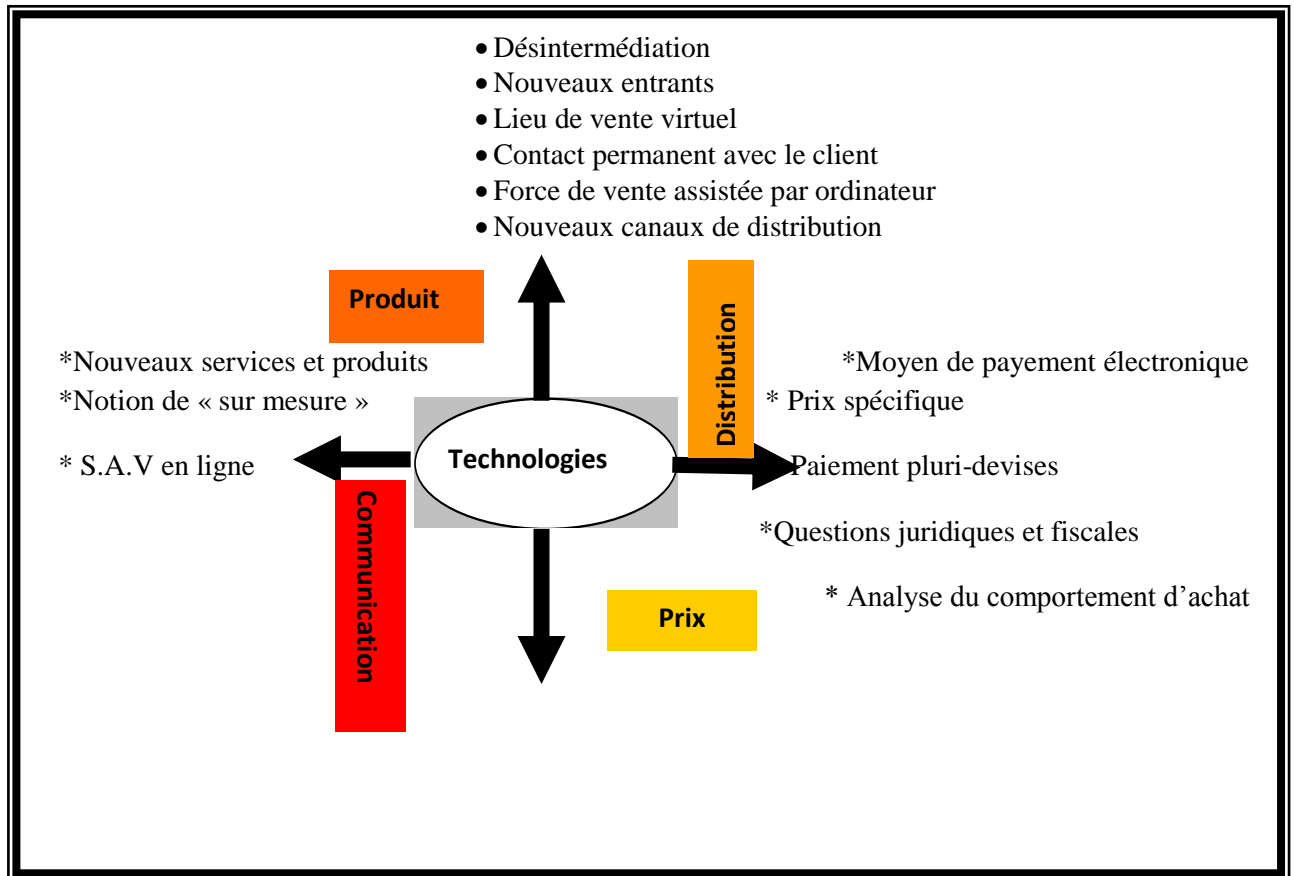 • Désintermédiation
• Nouveaux entrants
• Lieu de vente virtuel
• Contact permanent avec le client
• Force de vente assistée par ordinateur
• Nouveaux canaux de distribution
Produit
Distribution
*Nouveaux services et produits
*Notion de « sur mesure »
* S.A.V en ligne
Technologies
*Moyen de payement électronique
* Prix spécifique
Paiement pluri-devises
*Questions juridiques et fiscales
* Analyse du comportement d’achat
Communication
Prix